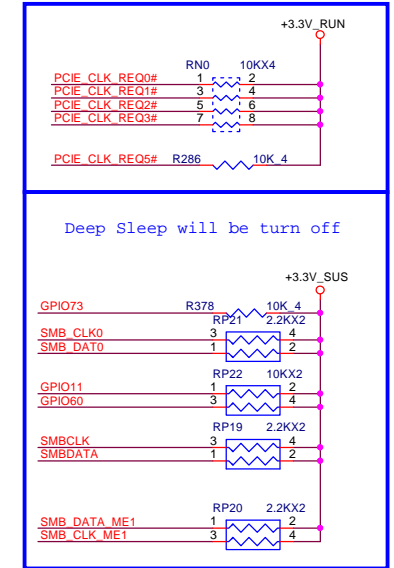 +3.3V_RUN
RN0 10KX4
PCIE_CLK_REQ0# 1 2
PCIE_CLK_REQ1# 3 4
PCIE_CLK_REQ2# 5 6
PCIE_CLK_REQ3# 7 8
PCIE_CLK_REQ5# R286 10K_4
Deep Sleep will be turn off
+3.3V_SUS
GPIO73 R378 10K_4
RP21 2.2KX2
SMB_CLK0 3 4
SMB_DAT0 1 2
RP22 10KX2
GPIO11 1 2
GPIO60 3 4
RP19 2.2KX2
SMBCLK 3 4
SMBDATA 1 2
RP20 2.2KX2
SMB_DATA_ME1 1 2
SMB_CLK_ME1 3 4